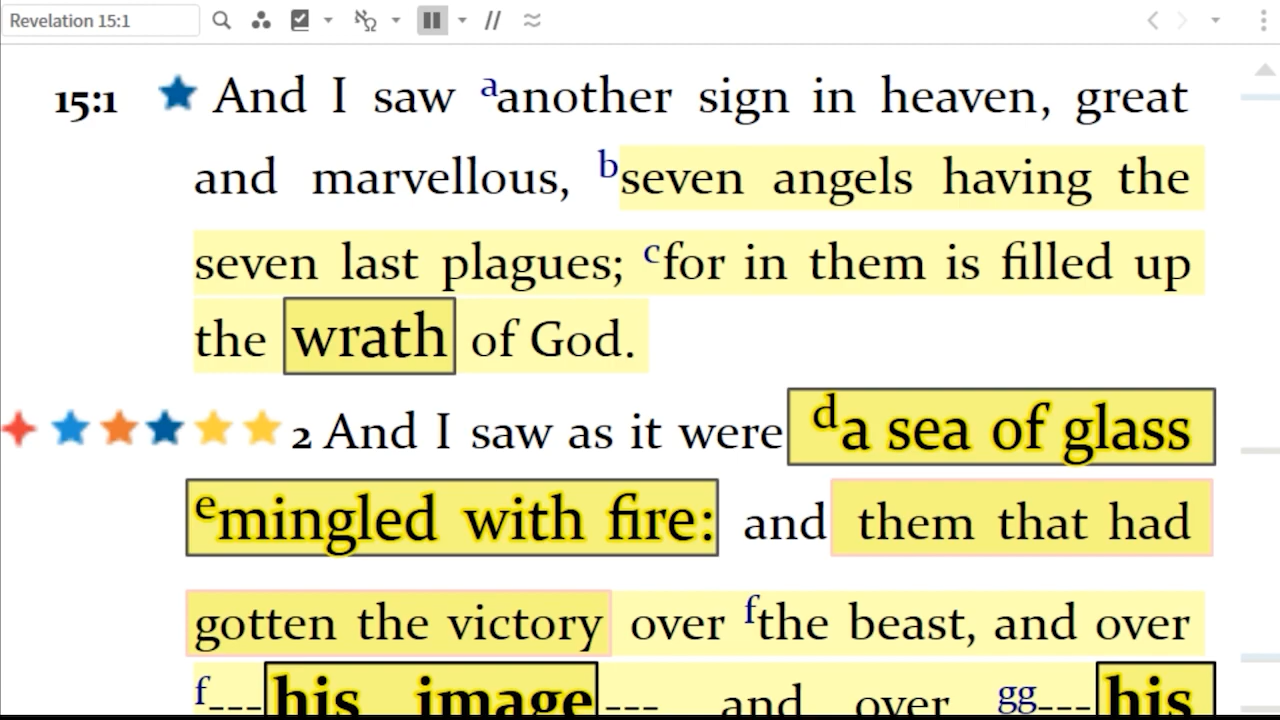 Revelation 15:1
15:1 And I saw aanother sign in heaven, great
and marvellous, bseven angels having the
seven last plagues; cfor in them is filled up
the wrath of God.
2 And I saw as it were da sea of glass
emingled with fire: and them that had
gotten the victory over fthe beast, and over
f---his image--- and over gg---his